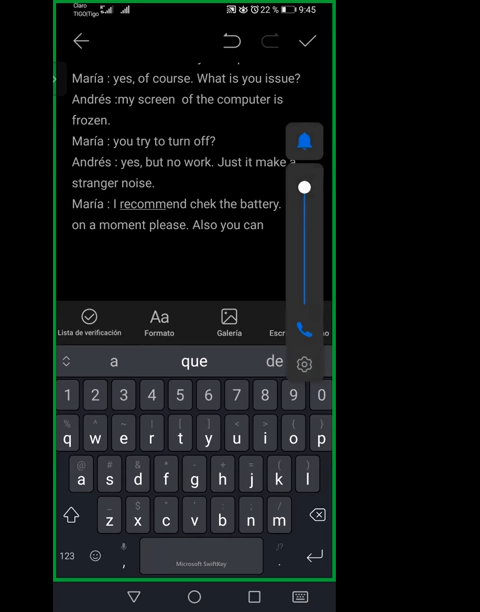 Claro
TIGO|Tigo
22 %
9:45
María : yes, of course. What is you issue?
Andrés :my screen of the computer is
frozen.
María : you try to turn off?
Andrés : yes, but no work. Just it make a
stranger noise.
María : I recommend chek the battery.
on a moment please. Also you can
Lista de verificación
Aa
Formato
Galería
a que de
1 2 3 4 5 6 7 8 9 0
% ^ ~ | [ ] < > { }
q w e r t y u i o p
@ # & * - + = ( )
a s d f g h j k l
_ $ " ' : ; /
z x c v b n m
123 , Microsoft SwiftKey ,!? .